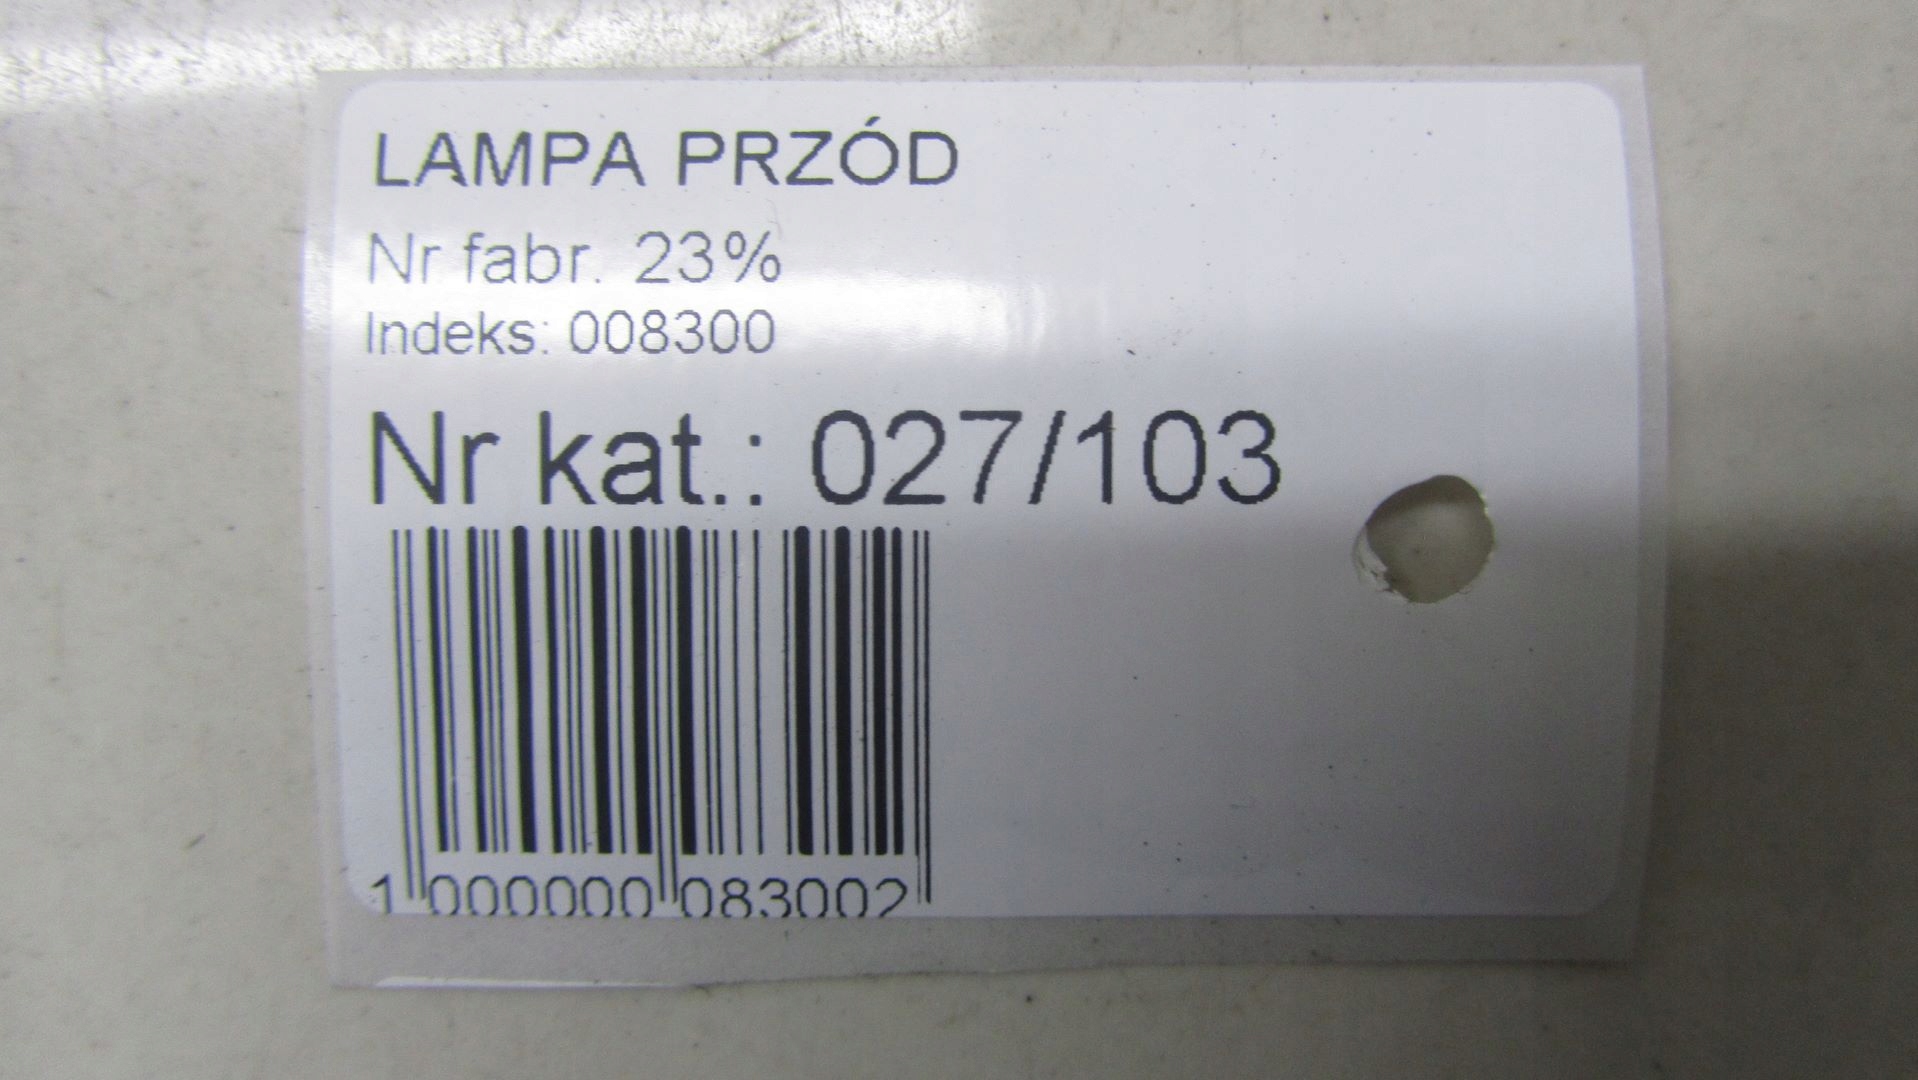 LAMPA PRZÓD
Nr fabr. 23%
Indeks: 008300
Nr kat.: 027/103
1 000000 083002